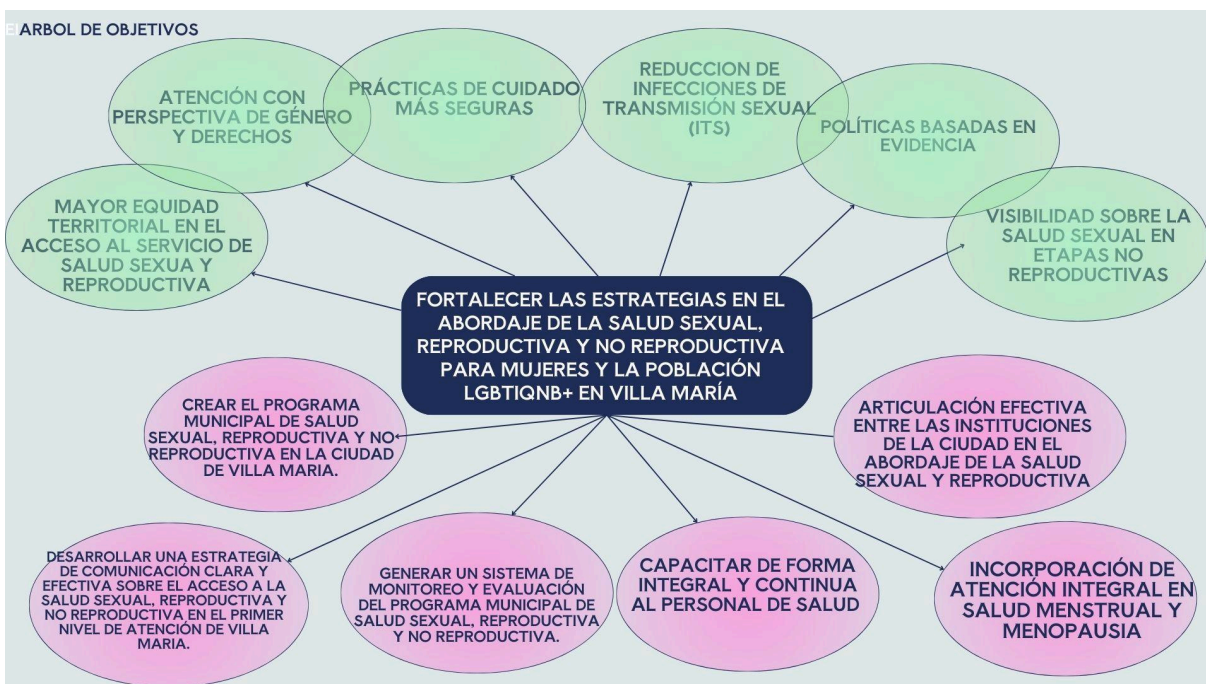 El ARBOL DE OBJETIVOS
ATENCIÓN CON
PERSPECTIVA DE GÉNERO
Y DERECHOS
PRÁCTICAS DE CUIDADO
MÁS SEGURAS
REDUCCION DE
INFECCIONES DE
TRANSMISIÓN SEXUAL
(ITS)
POLÍTICAS BASADAS EN
EVIDENCIA
MAYOR EQUIDAD
TERRITORIAL EN EL
ACCESO AL SERVICIO DE
SALUD SEXUA Y
REPRODUCTIVA
VISIBILIDAD SOBRE LA
SALUD SEXUAL EN
ETAPAS NO
REPRODUCTIVAS
FORTALECER LAS ESTRATEGIAS EN EL
ABORDAJE DE LA SALUD SEXUAL,
REPRODUCTIVA Y NO REPRODUCTIVA
PARA MUJERES Y LA POBLACIÓN
LGBTIQNB+ EN VILLA MARÍA
CREAR EL PROGRAMA
MUNICIPAL DE SALUD
SEXUAL, REPRODUCTIVA Y NO
REPRODUCTIVA EN LA CIUDAD
DE VILLA MARIA.
ARTICULACIÓN EFECTIVA
ENTRE LAS INSTITUCIONES
DE LA CIUDAD EN EL
ABORDAJE DE LA SALUD
SEXUAL Y REPRODUCTIVA
DESARROLLAR UNA ESTRATEGIA
DE COMUNICACIÓN CLARA Y
EFECTIVA SOBRE EL ACCESO A LA
SALUD SEXUAL, REPRODUCTIVA Y
NO REPRODUCTIVA EN EL PRIMER
NIVEL DE ATENCIÓN DE VILLA
MARIA.
GENERAR UN SISTEMA DE
MONITOREO Y EVALUACIÓN
DEL PROGRAMA MUNICIPAL DE
SALUD SEXUAL, REPRODUCTIVA
Y NO REPRODUCTIVA.
CAPACITAR DE FORMA
INTEGRAL Y CONTINUA
AL PERSONAL DE SALUD
INCORPORACIÓN DE
ATENCIÓN INTEGRAL EN
SALUD MENSTRUAL Y
MENOPAUSIA